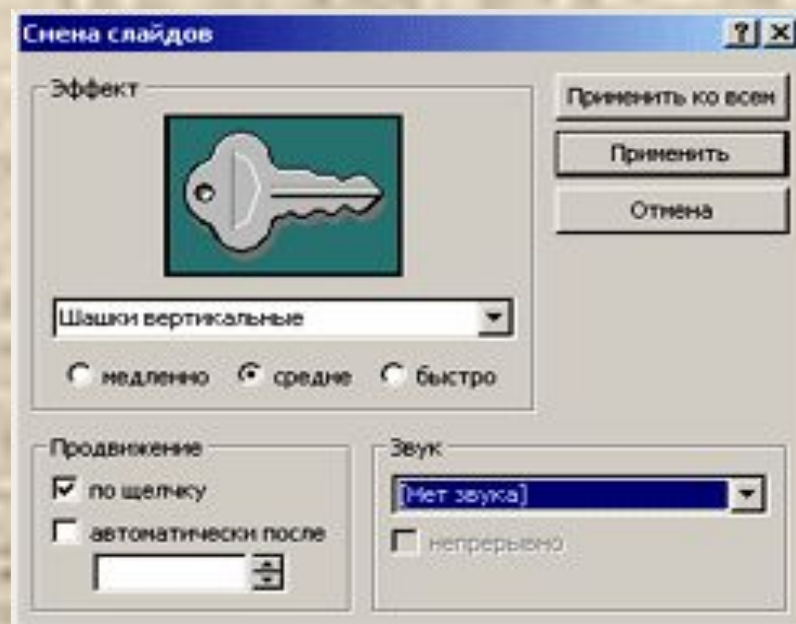 Смена слайдов
Эффект
Применить ко всем
Применить
Отмена
Шашки вертикальные
медленно средне быстро
Продвижение
по щелчку
автоматически после
Звук
[Нет звука]
непрерывно